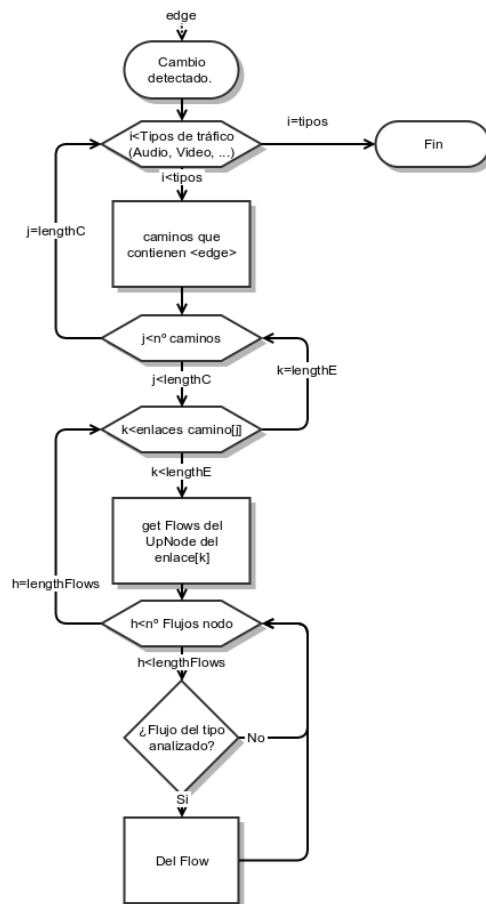 edge
Cambio
detectado.
i<Tipos de tráfico
(Audio, Video, ...)
i=tipos
Fin
i<tipos
caminos que
contienen <edge>
j=lengthC
j<nº caminos
j<lengthC
k=lengthE
k<enlaces camino[j]
k<lengthE
get Flows del
UpNode del
enlace[k]
h=lengthFlows
h<nº Flujos nodo
h<lengthFlows
¿Flujo del tipo
analizado?
No
Si
Del Flow